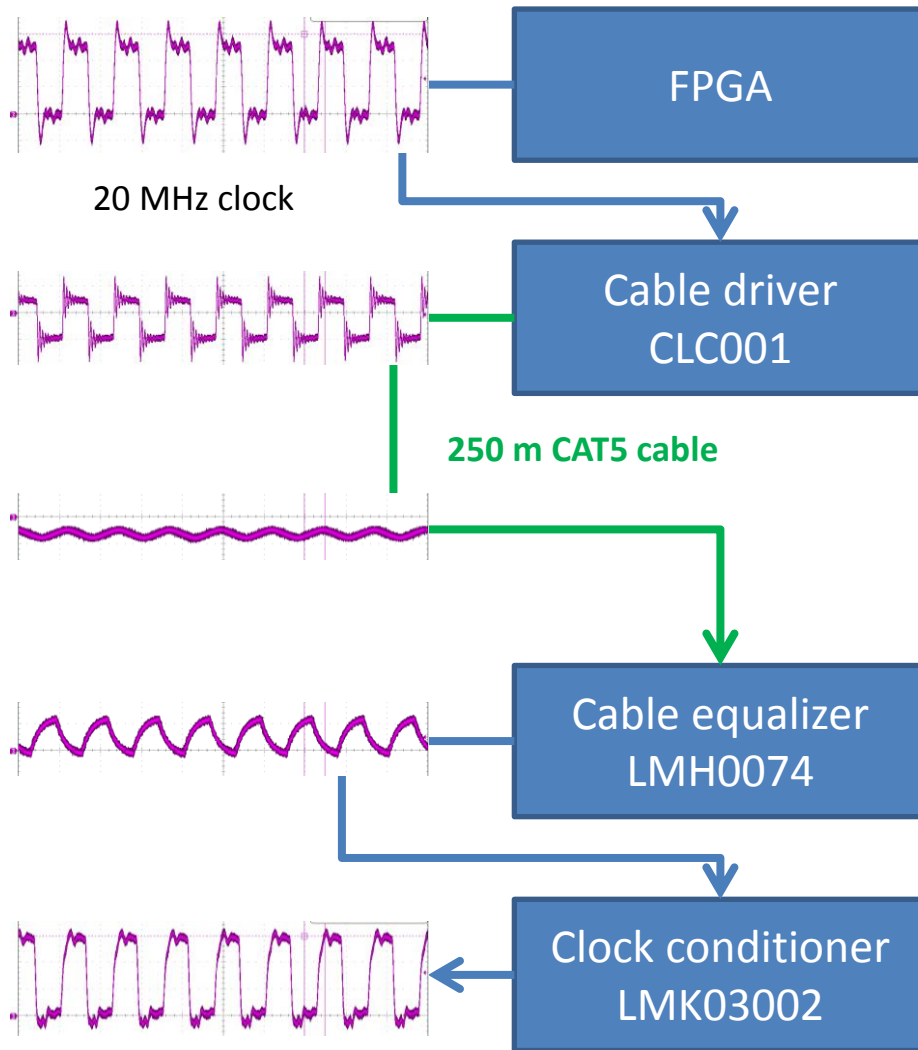 FPGA
20 MHz clock
Cable driver
CLC001
250 m CAT5 cable
Cable equalizer
LMH0074
Clock conditioner
LMK03002